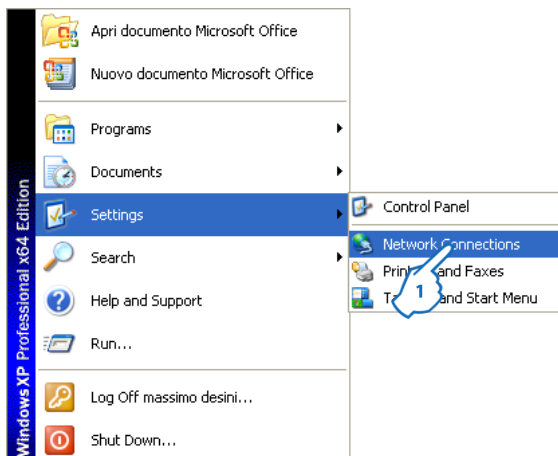 Apri documento Microsoft Office
Nuovo documento Microsoft Office
Programs
Documents
Settings
Search
Help and Support
Run...
Log Off massimo desini...
Shut Down...
Windows XP Professional x64 Edition
Control Panel
Network Connections
and Faxes
and Start Menu
1